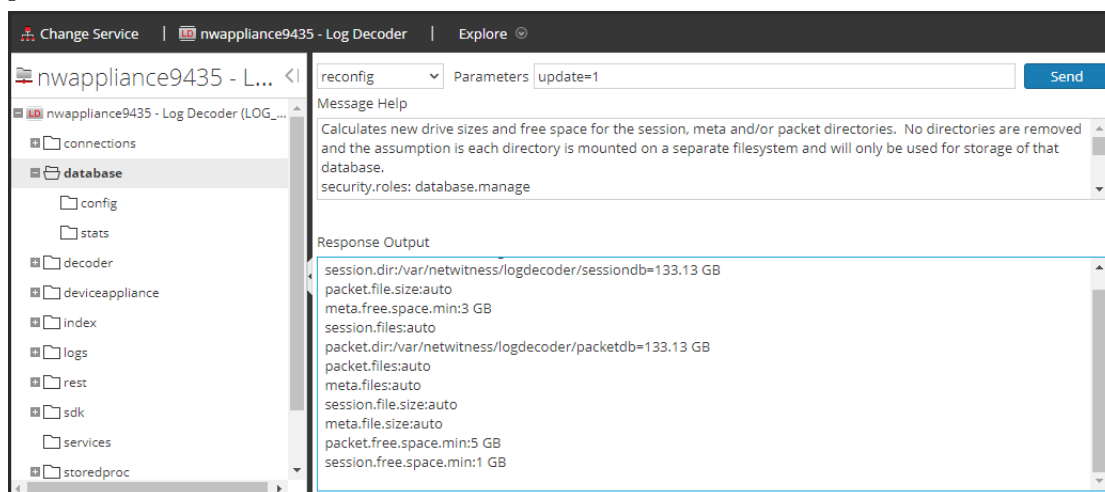 Change Service | LD nwappliance9435 - Log Decoder | Explore
nwappliance9435 - L...
LD nwappliance9435 - Log Decoder (LOG_...
connections
database
config
stats
decoder
deviceappliance
index
logs
rest
sdk
services
storedproc
reconfig Parameters update=1 Send
Message Help
Calculates new drive sizes and free space for the session, meta and/or packet directories. No directories are removed
and the assumption is each directory is mounted on a separate filesystem and will only be used for storage of that
database.
security.roles: database.manage
Response Output
session.dir:/var/netwitness/logdecoder/sessiondb=133.13 GB
packet.file.size:auto
meta.free.space.min:3 GB
session.files:auto
packet.dir:/var/netwitness/logdecoder/packetdb=133.13 GB
packet.files:auto
meta.files:auto
session.file.size:auto
meta.file.size:auto
packet.free.space.min:5 GB
session.free.space.min:1 GB